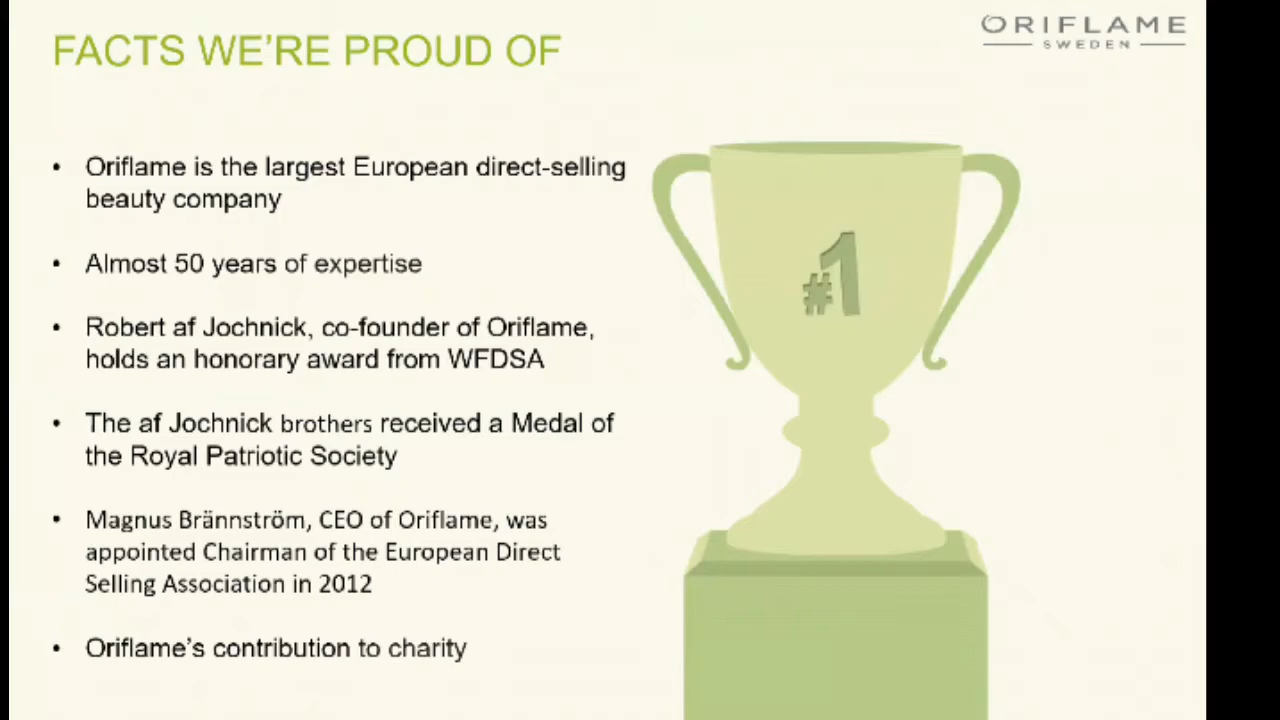 FACTS WE'RE PROUD OF
ORIFLAME
SWEDEN
• Oriflame is the largest European direct-selling
beauty company
• Almost 50 years of expertise
• Robert af Jochnick, co-founder of Oriflame,
holds an honorary award from WFDSA
• The af Jochnick brothers received a Medal of
the Royal Patriotic Society
• Magnus Brännström, CEO of Oriflame, was
appointed Chairman of the European Direct
Selling Association in 2012
• Oriflame's contribution to charity
#1